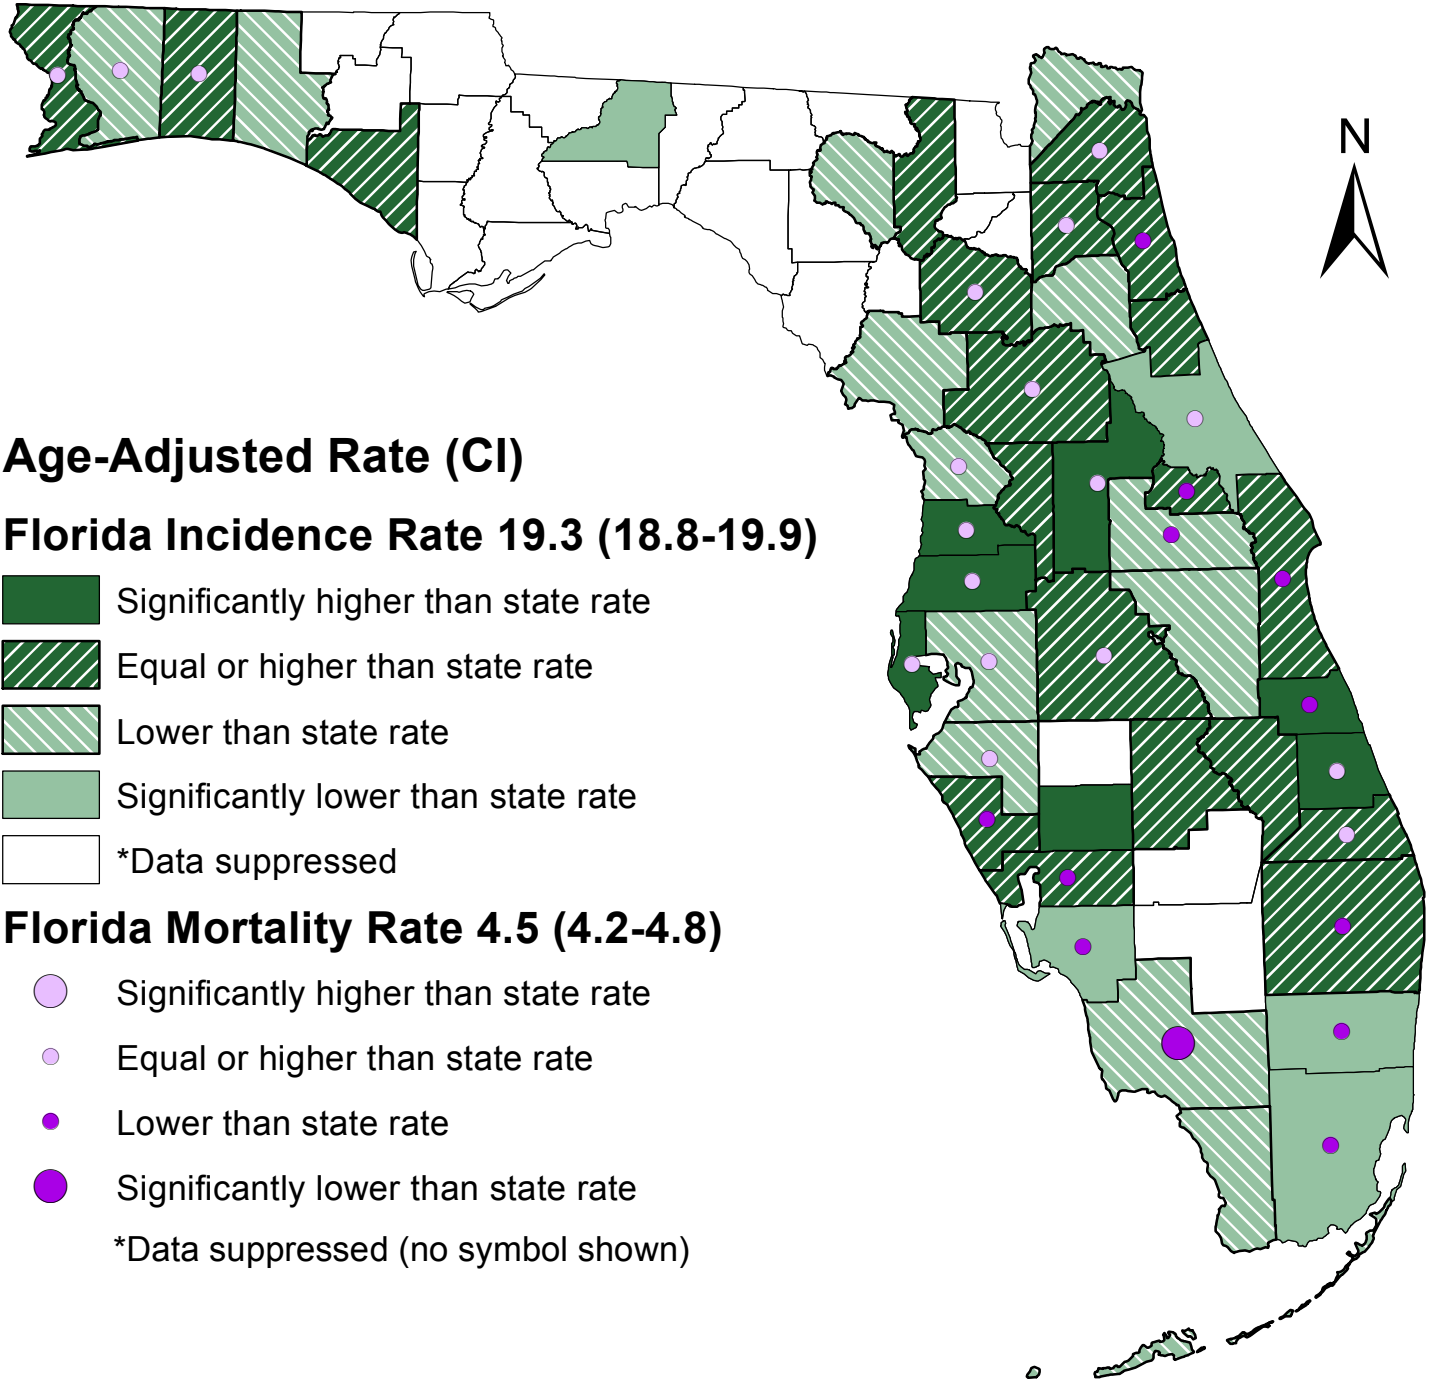 N
Age-Adjusted Rate (CI)
Florida Incidence Rate 19.3 (18.8-19.9)
Significantly higher than state rate
Equal or higher than state rate
Lower than state rate
Significantly lower than state rate
*Data suppressed
Florida Mortality Rate 4.5 (4.2-4.8)
Significantly higher than state rate
Equal or higher than state rate
Lower than state rate
Significantly lower than state rate
*Data suppressed (no symbol shown)